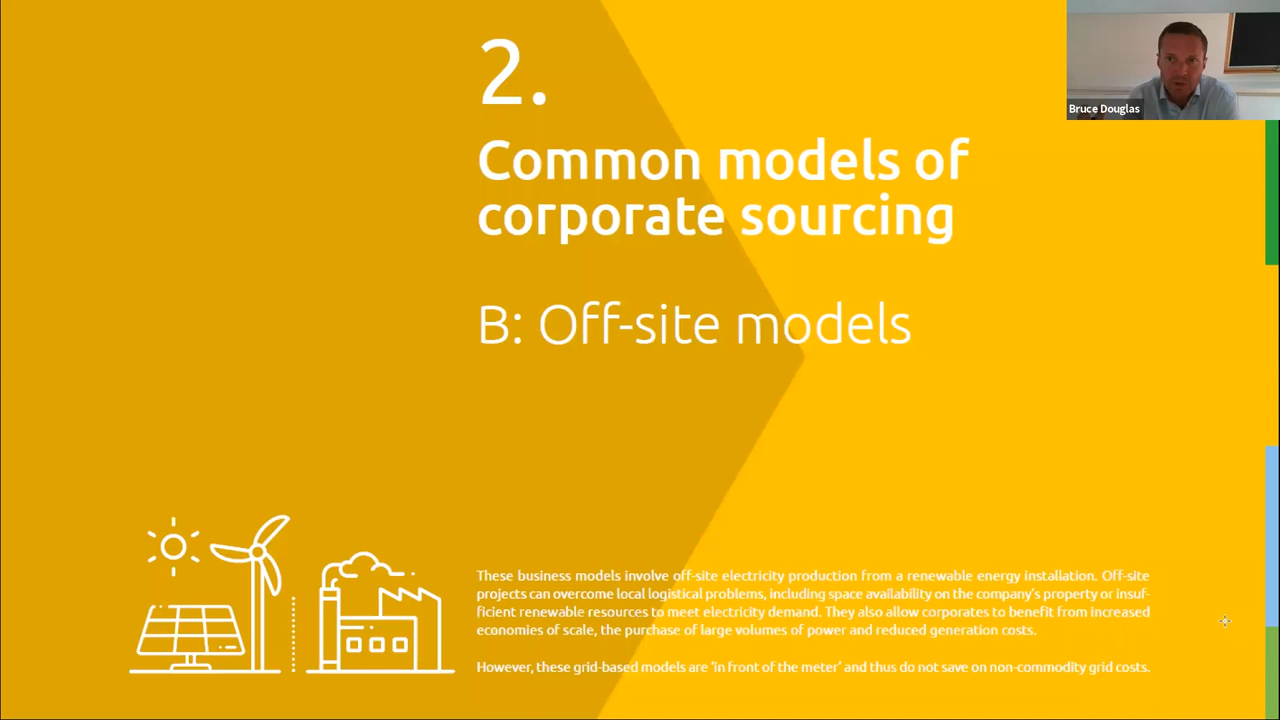 2.
Common models of
corporate sourcing
B: Off-site models
These business models involve off-site electricity production from a renewable energy installation. Off-site
projects can overcome local logistical problems, including space availability on the company's property or insuf-
ficient renewable resources to meet electricity demand. They also allow corporates to benefit from increased
economies of scale, the purchase of large volumes of power and reduced generation costs.
However, these grid-based models are 'in front of the meter' and thus do not save on non-commodity grid costs.
Bruce Douglas